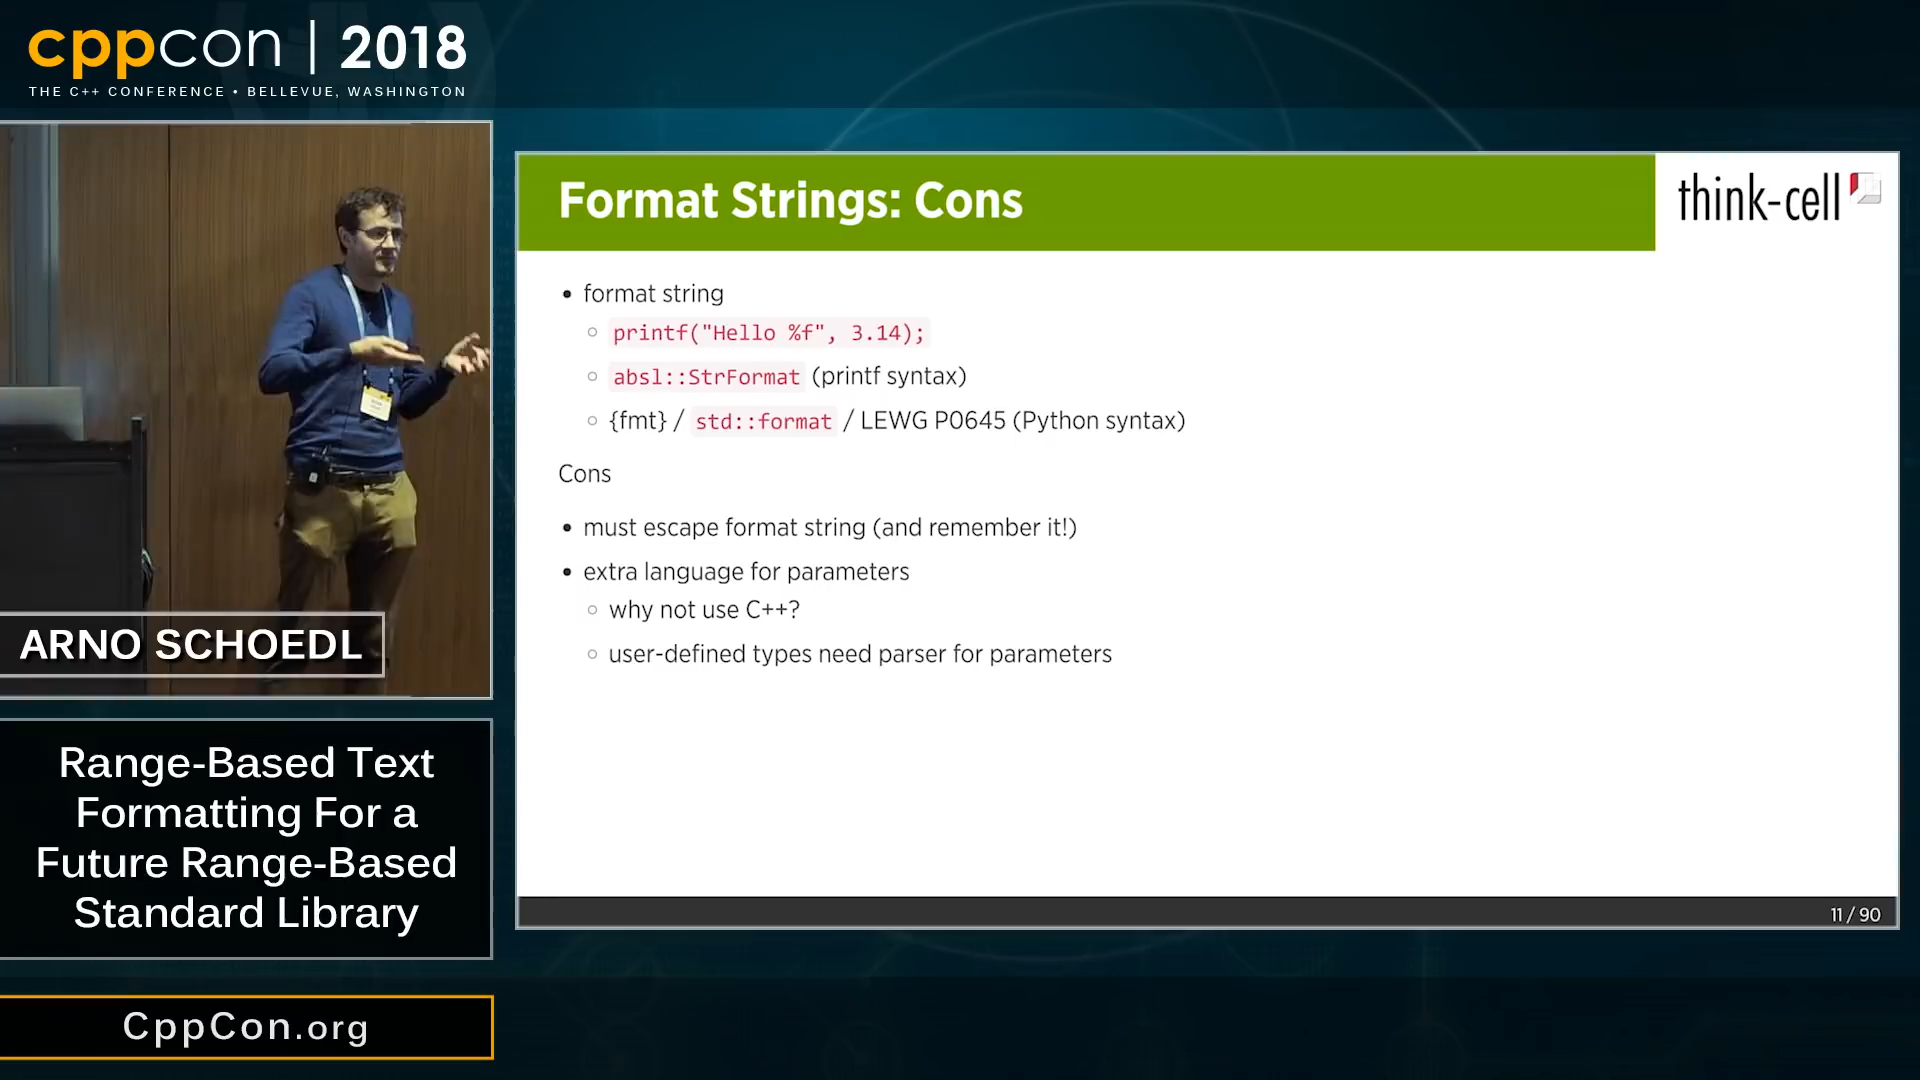 cppcon | 2018
THE C++ CONFERENCE • BELLEVUE, WASHINGTON
ARNO SCHOEDL
Range-Based Text
Formatting For a
Future Range-Based
Standard Library
CppCon.org
Format Strings: Cons
think-cell
• format string
○ printf("Hello %f", 3.14);
○ absl::StrFormat (printf syntax)
○ {fmt} / std::format / LEWG P0645 (Python syntax)
Cons
• must escape format string (and remember it!)
• extra language for parameters
○ why not use C++?
○ user-defined types need parser for parameters
11 / 90